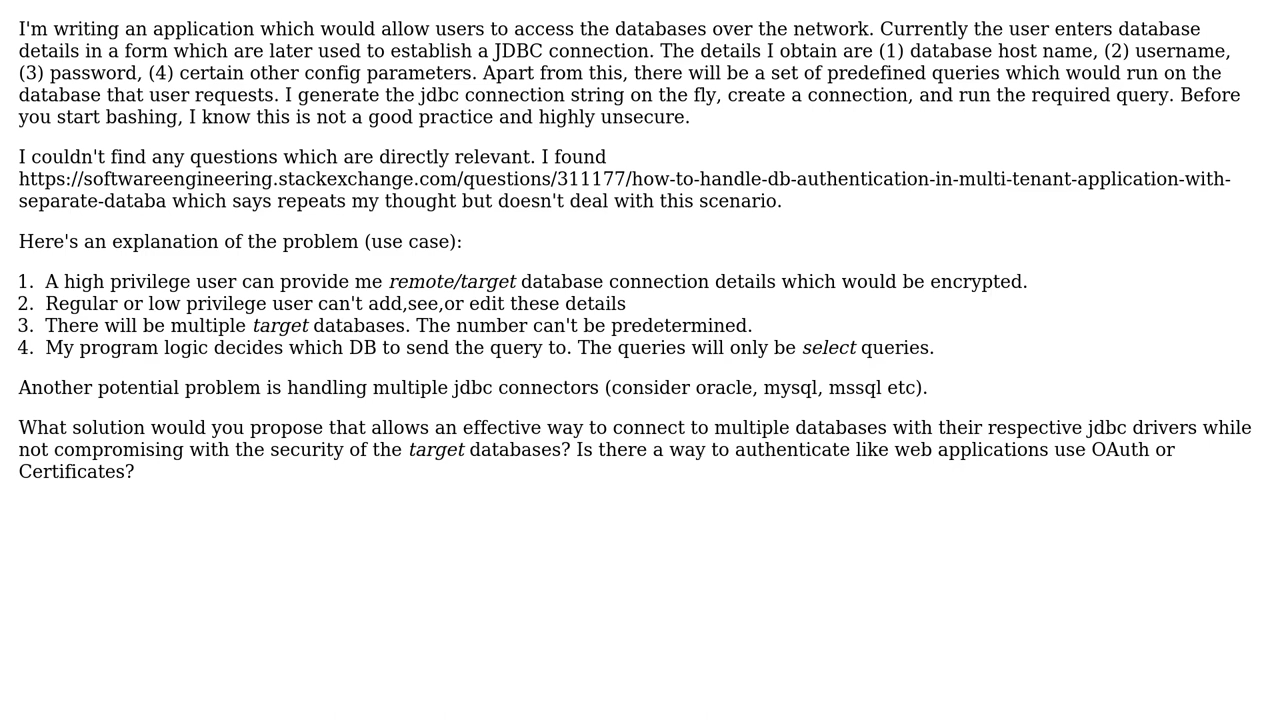 I'm writing an application which would allow users to access the databases over the network. Currently the user enters database
details in a form which are later used to establish a JDBC connection. The details I obtain are (1) database host name, (2) username,
(3) password, (4) certain other config parameters. Apart from this, there will be a set of predefined queries which would run on the
database that user requests. I generate the jdbc connection string on the fly, create a connection, and run the required query. Before
you start bashing, I know this is not a good practice and highly unsecure.
I couldn't find any questions which are directly relevant. I found
https://softwareengineering.stackexchange.com/questions/311177/how-to-handle-db-authentication-in-multi-tenant-application-with-
separate-databa which says repeats my thought but doesn't deal with this scenario.
Here's an explanation of the problem (use case):
1. A high privilege user can provide me remote/target database connection details which would be encrypted.
2. Regular or low privilege user can't add,see,or edit these details
3. There will be multiple target databases. The number can't be predetermined.
4. My program logic decides which DB to send the query to. The queries will only be select queries.
Another potential problem is handling multiple jdbc connectors (consider oracle, mysql, mssql etc).
What solution would you propose that allows an effective way to connect to multiple databases with their respective jdbc drivers while
not compromising with the security of the target databases? Is there a way to authenticate like web applications use OAuth or
Certificates?